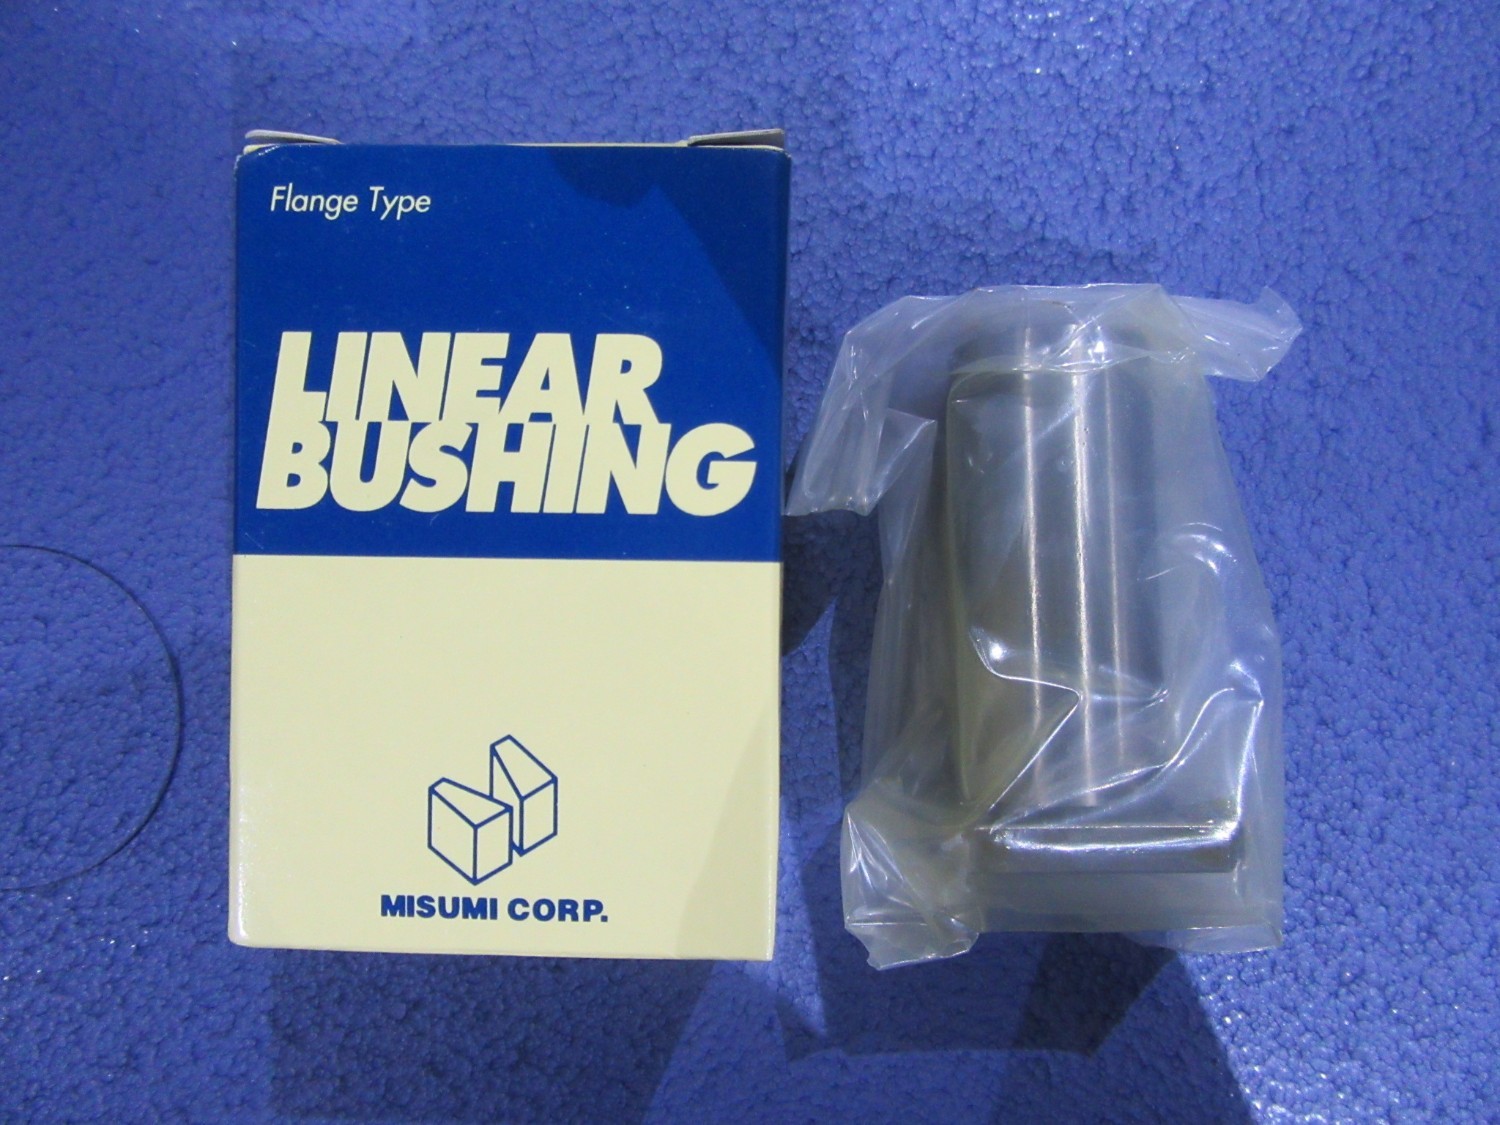 Flange Type
LINEAR
BUSHING
MISUMI CORP.